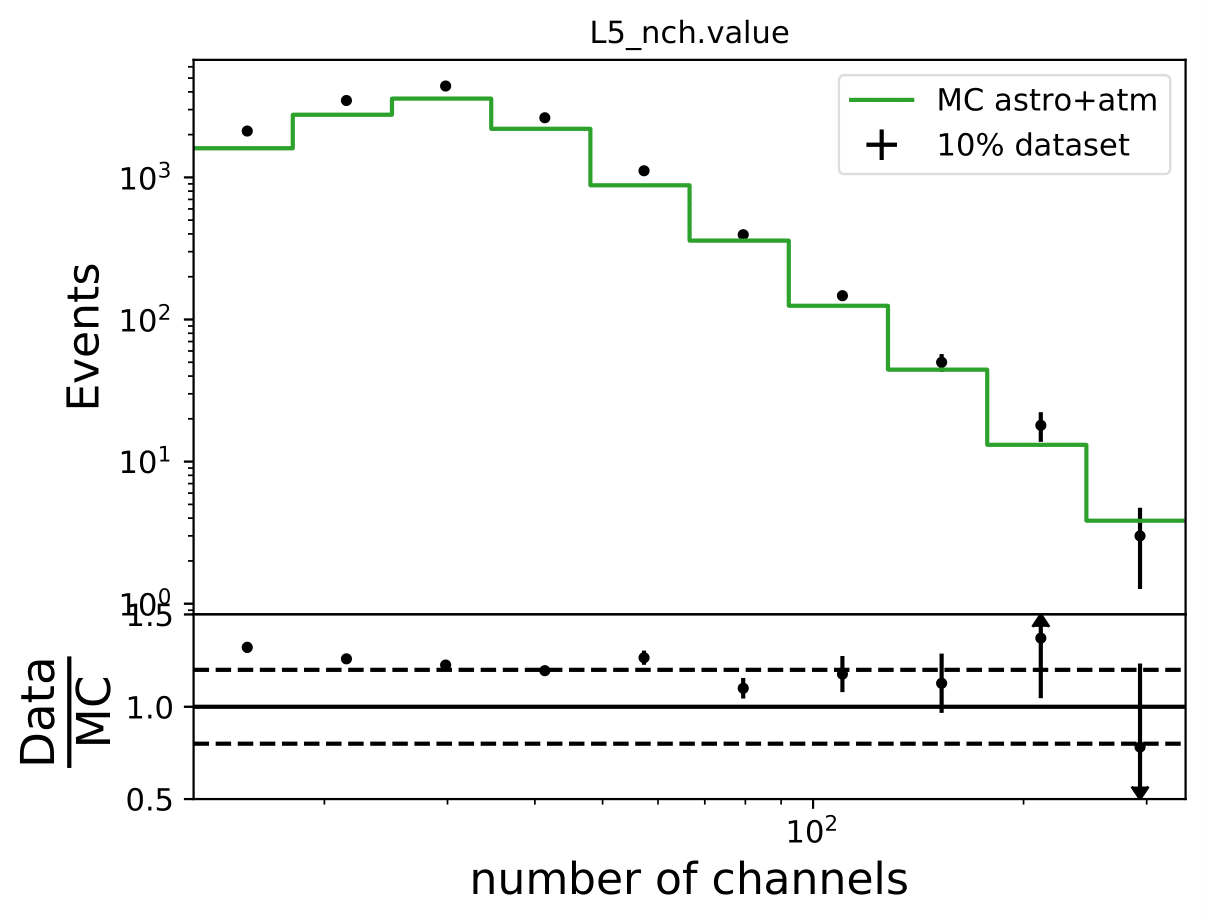 L5_nch.value
MC astro+atm
10% dataset
10³
10²
10¹
10⁰
Events
1.5
1.0
0.5
Data
MC
10²
number of channels